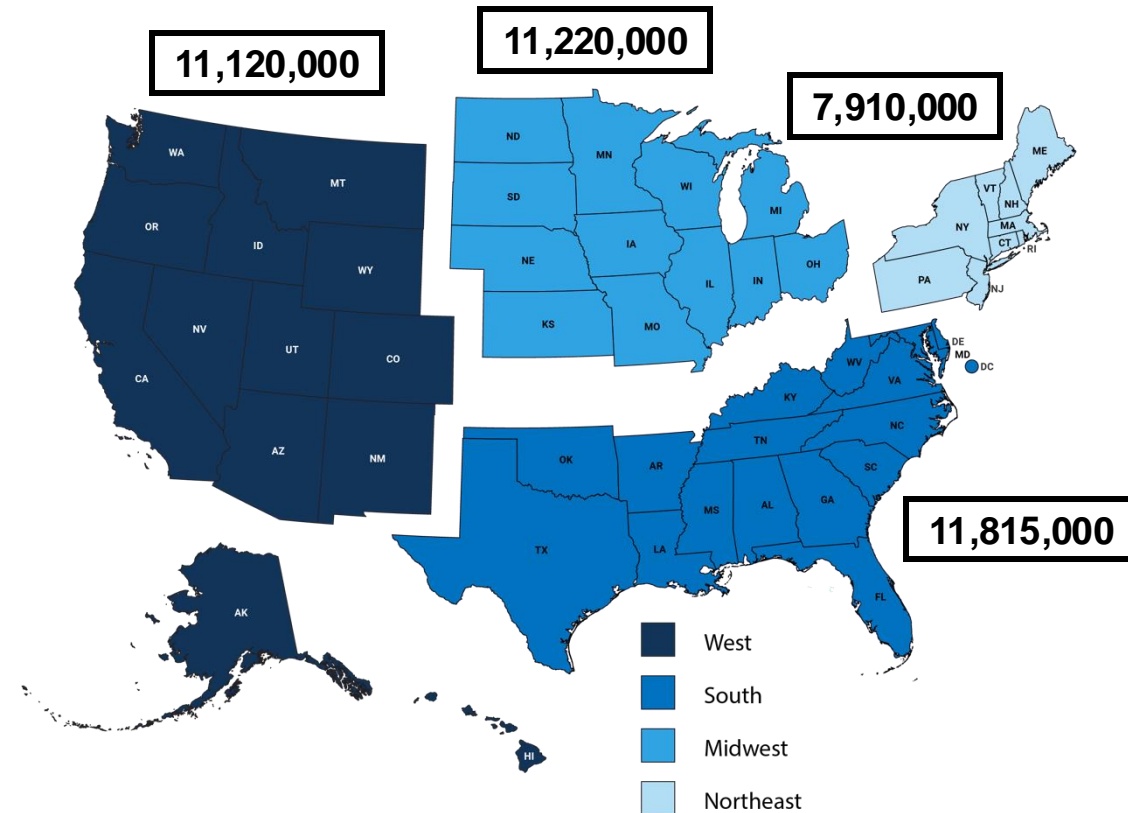 11,120,000
11,220,000
7,910,000
WA
MT
OR
ID
WY
NV
UT
CO
CA
AZ
NM
AK
HI
ND
MN
SD
WI
MI
NE
IA
IL
IN
OH
KS
MO
ME
VT
NH
NY
MA
CT
RI
PA
NJ
DE
MD
DC
WV
VA
KY
NC
TN
SC
OK
AR
MS
AL
GA
TX
LA
FL
11,815,000
West
South
Midwest
Northeast